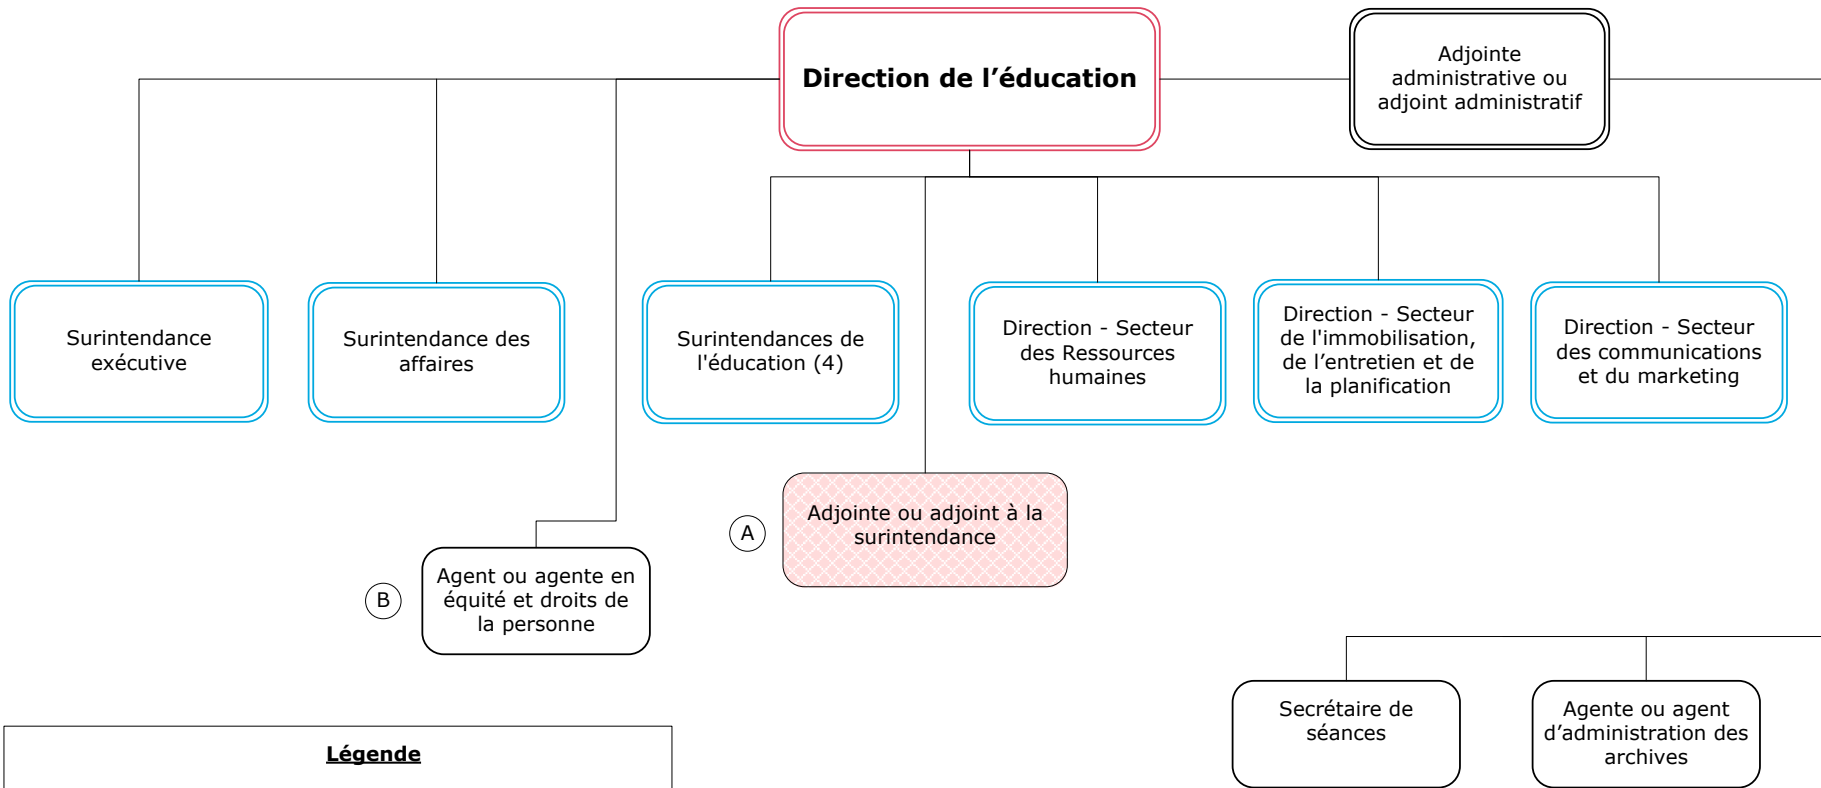 Direction de l’éducation
Adjointe
administrative ou
adjoint administratif
Surintendance
exécutive
Surintendance des
affaires
Surintendances de
l'éducation (4)
Direction - Secteur
des Ressources
humaines
Direction - Secteur
de l'immobilisation,
de l’entretien et de
la planification
Direction - Secteur
des communications
et du marketing
A
Adjointe ou adjoint à la
surintendance
B
Agent ou agente en
équité et droits de
la personne
Secrétaire de
séances
Agente ou agent
d’administration des
archives
Légende